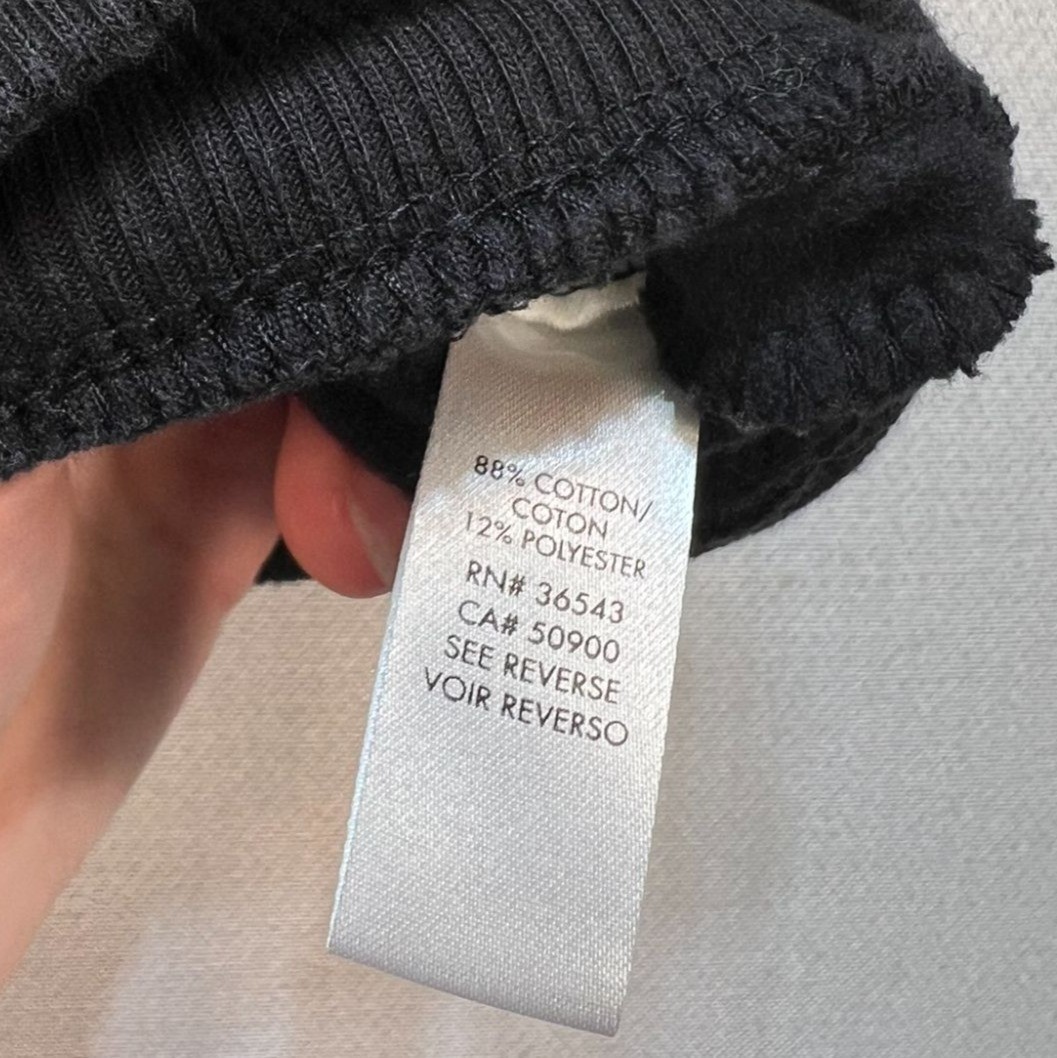 88% COTTON/
COTON
12% POLYESTER
RN# 36543
CA# 50900
SEE REVERSE
VOIR REVERSO